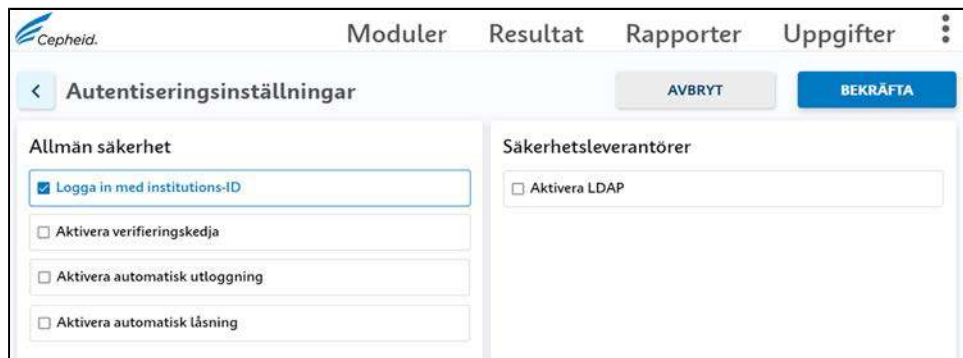 Cepheid.
Moduler Resultat Rapporter Uppgifter
Autentiseringsinställningar
AVBRYT
BEKRÄFTA
Allmän säkerhet
Logga in med institutions-ID
Aktivera verifieringskedja
Aktivera automatisk utloggning
Aktivera automatisk låsning
Säkerhetsleverantörer
Aktivera LDAP